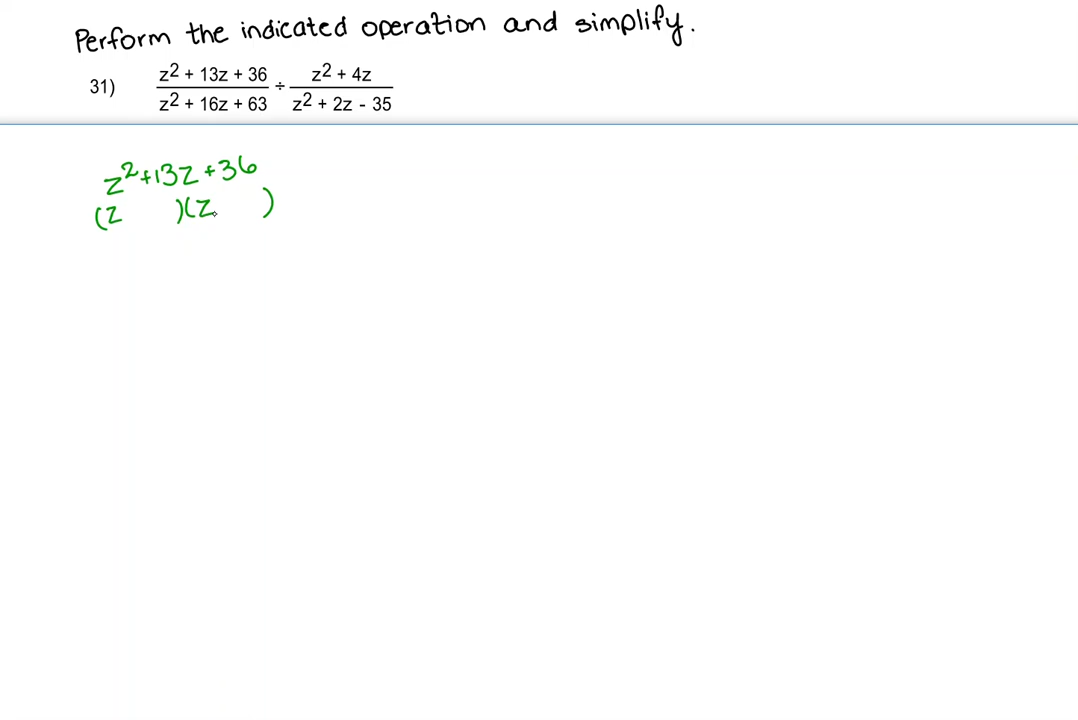 Perform the indicated operation and simplify.
31) z² + 13z + 36 / z² + 16z + 63 ÷ z² + 4z / z² + 2z - 35
z²+13z+36
(z )(z )